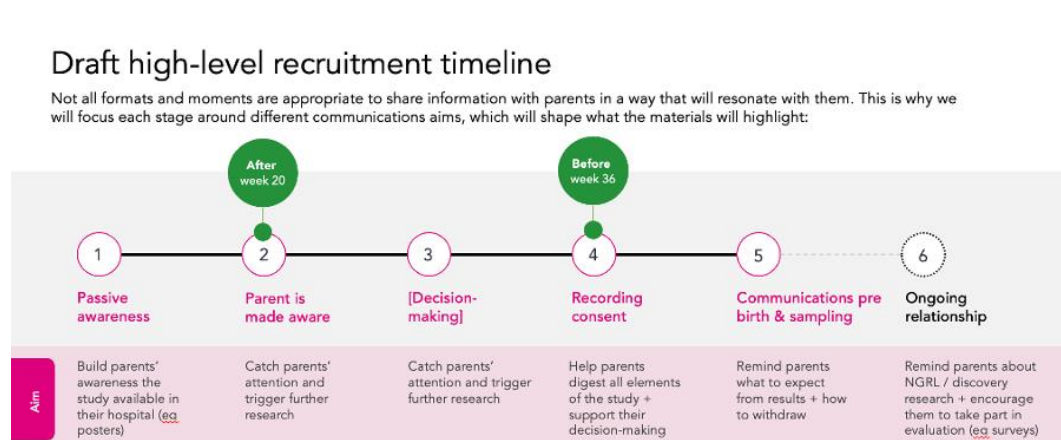 Draft high-level recruitment timeline
Not all formats and moments are appropriate to share information with parents in a way that will resonate with them. This is why we
will focus each stage around different communications aims, which will shape what the materials will highlight:
After
week 20
Before
week 36
1
2
3
4
5
6
Passive
awareness
Parent is
made aware
[Decision-
making]
Recording
consent
Communications pre
birth & sampling
Ongoing
relationship
Aim
Build parents'
awareness the
study available in
their hospital (eg
posters)
Catch parents'
attention and
trigger further
research
Catch parents'
attention and trigger
further research
Help parents
digest all elements
of the study +
support their
decision-making
Remind parents
what to expect
from results + how
to withdraw
Remind parents about
NGRL / discovery
research + encourage
them to take part in
evaluation (eg surveys)